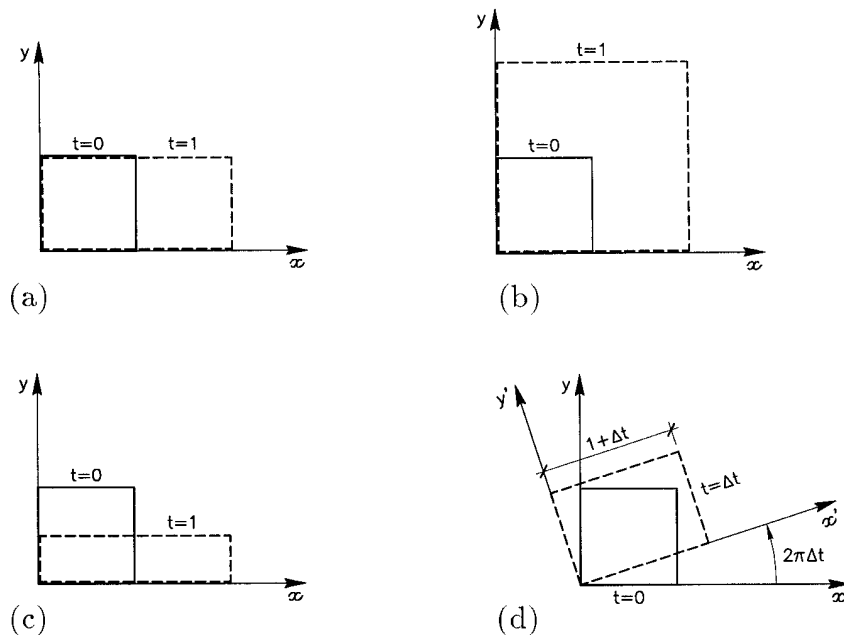 y
t=0 t=1
x
(a)
y
t=1
t=0
x
(b)
y
t=0
t=1
x
(c)
y' y
1+Δt
t=Δt
x'
2πΔt
t=0
x
(d)